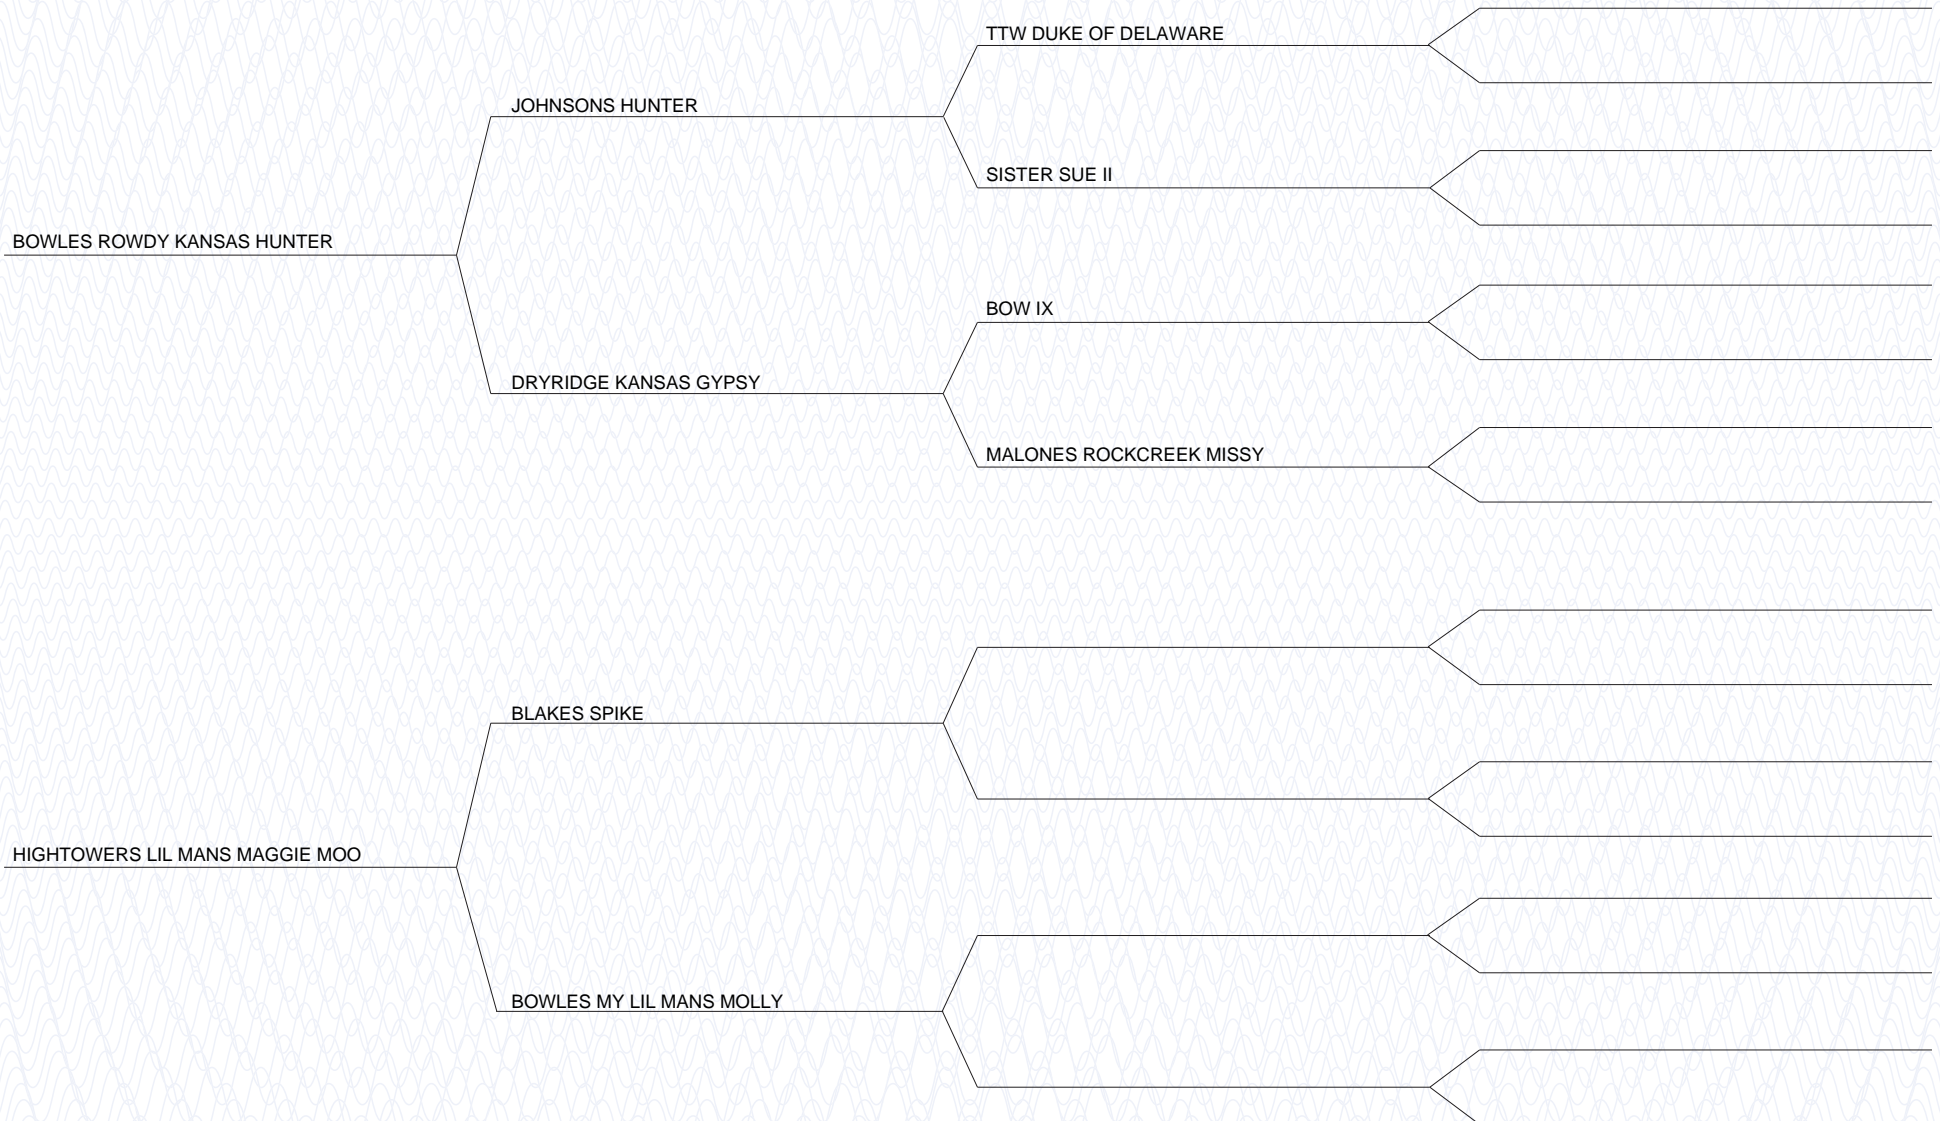 TTW DUKE OF DELAWARE
JOHNSONS HUNTER
SISTER SUE II
BOWLES ROWDY KANSAS HUNTER
BOW IX
DRYRIDGE KANSAS GYPSY
MALONES ROCKCREEK MISSY
BLAKES SPIKE
HIGHTOWERS LIL MANS MAGGIE MOO
BOWLES MY LIL MANS MOLLY